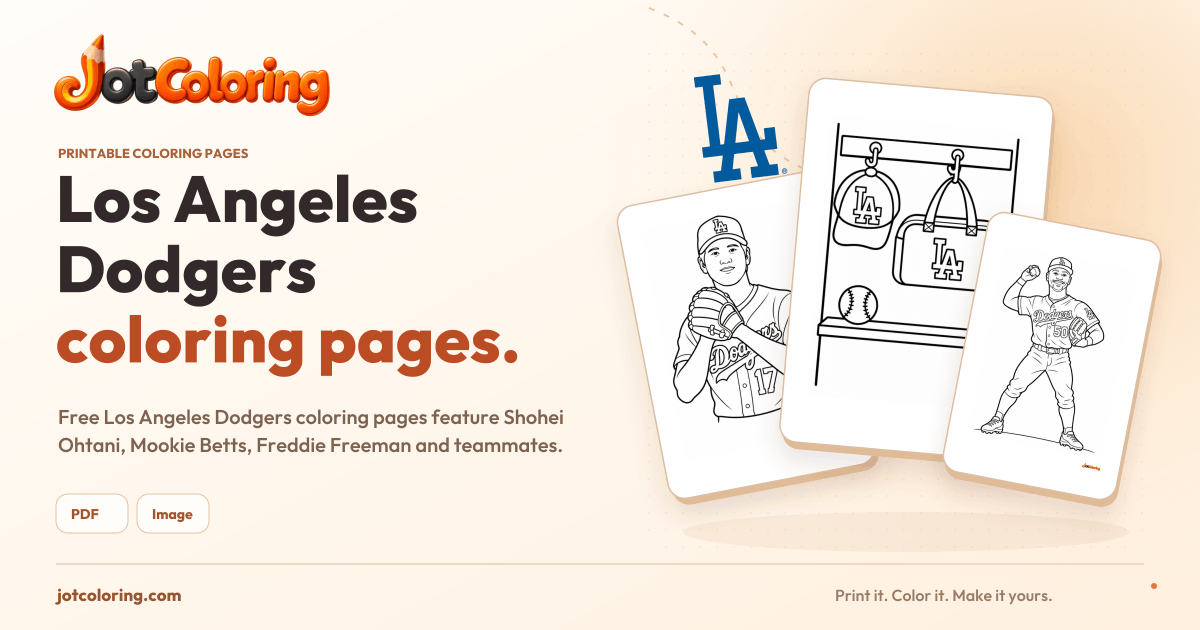 JotColoring
PRINTABLE COLORING PAGES
Los Angeles
Dodgers
coloring pages.
Free Los Angeles Dodgers coloring pages feature Shohei
Ohtani, Mookie Betts, Freddie Freeman and teammates.
PDF
Image
LA
®
LA
Dod
17
LA
LA
Dodgers
50
JotColoring
jotcoloring.com
Print it. Color it. Make it yours.